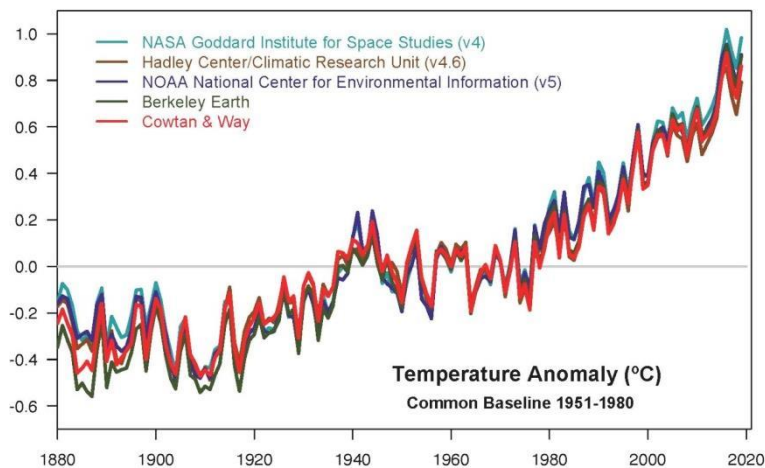 1.0
0.8
0.6
0.4
0.2
0.0
-0.2
-0.4
-0.6
NASA Goddard Institute for Space Studies (v4)
Hadley Center/Climatic Research Unit (v4.6)
NOAA National Center for Environmental Information (v5)
Berkeley Earth
Cowtan & Way
Temperature Anomaly (ºC)
Common Baseline 1951-1980
1880 1900 1920 1940 1960 1980 2000 2020